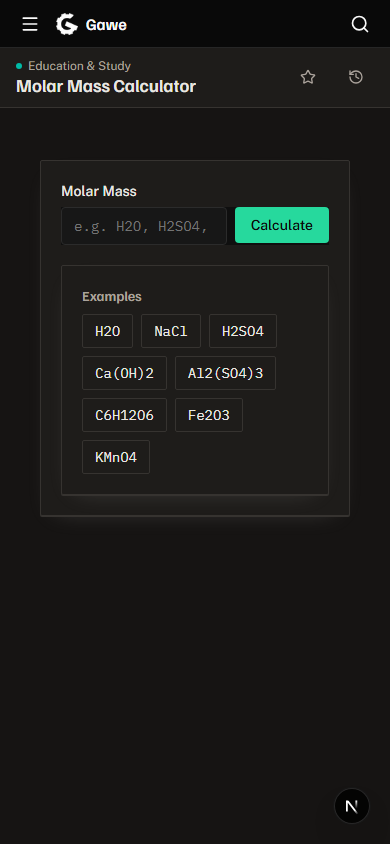 Gawe
Education & Study
Molar Mass Calculator
Molar Mass
e.g. H2O, H2SO4,
Calculate
Examples
H2O NaCl H2SO4
Ca(OH)2 Al2(SO4)3
C6H12O6 Fe2O3
KMnO4
N